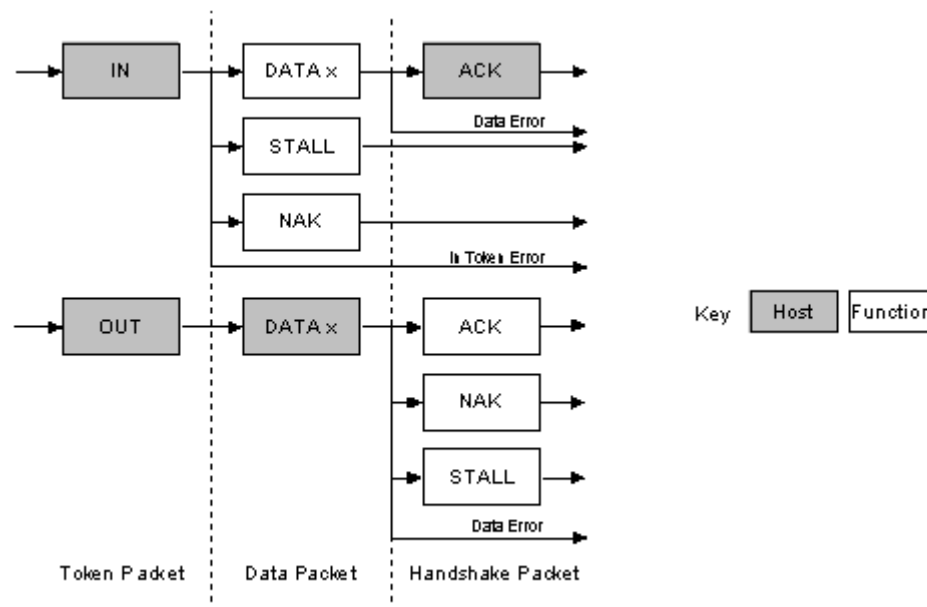 IN
DATA x
ACK
Data Error
STALL
NAK
In Token Error
OUT
DATA x
ACK
Key
Host
Function
NAK
STALL
Data Error
Token Packet
Data Packet
Handshake Packet